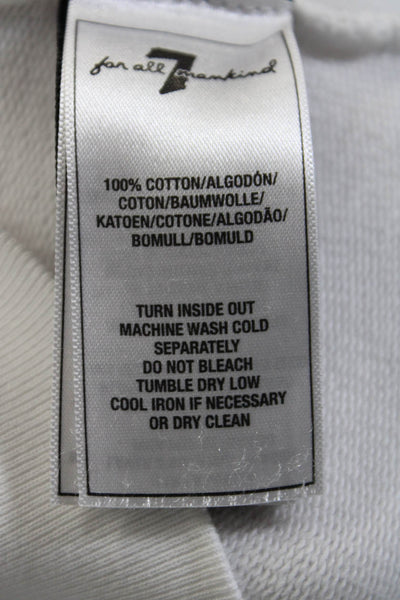 for all 7 mankind
100% COTTON/ALGODÓN/
COTON/BAUMWOLLE/
KATOEN/COTONE/ALGODÃO/
BOMULL/BOMULD
TURN INSIDE OUT
MACHINE WASH COLD
SEPARATELY
DO NOT BLEACH
TUMBLE DRY LOW
COOL IRON IF NECESSARY
OR DRY CLEAN